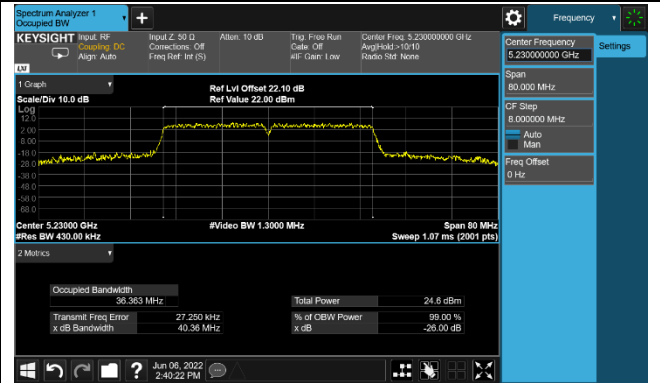 Spectrum Analyzer 1
Occupied BW
Frequency
KEYSIGHT
Input: RF
Coupling: DC
Align: Auto
Input Z: 50 Ω
Corrections: Off
Freq Ref: Int (S)
Atten: 10 dB
Trig: Free Run
Gate: Off
#IF Gain: Low
Center Freq: 5.230000000 GHz
Avg|Hold:>10/10
Radio Std: None
LXI
Center Frequency
5.230000000 GHz
Settings
Span
80.000 MHz
CF Step
8.000000 MHz
Auto
Man
Freq Offset
0 Hz
1 Graph
Scale/Div 10.0 dB
Ref Lvl Offset 22.10 dB
Ref Value 22.00 dBm
Log
12.0
2.00
-8.00
-18.0
-28.0
-38.0
-48.0
-58.0
-68.0
Center 5.23000 GHz
#Res BW 430.00 kHz
#Video BW 1.3000 MHz
Span 80 MHz
Sweep 1.07 ms (2001 pts)
2 Metrics
Occupied Bandwidth
36.363 MHz
Total Power 24.6 dBm
Transmit Freq Error 27.250 kHz
% of OBW Power 99.00 %
x dB Bandwidth 40.36 MHz
x dB -26.00 dB
?
Jun 06, 2022
2:40:22 PM